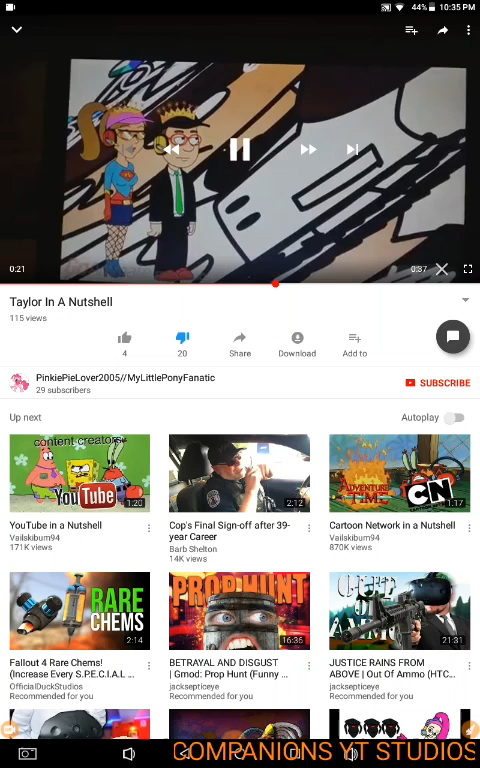 44% 10:35 PM
0:21
0:37
Taylor In A Nutshell
115 views
4
20
Share
Download
Add to
PinkiePieLover2005//MyLittlePonyFanatic
29 subscribers
SUBSCRIBE
Up next
Autoplay
content creators
YouTube
1:20
2:12
ADVENTURE TIME
CN
1:17
YouTube in a Nutshell
Vailskibum94
171K views
Cop's Final Sign-off after 39-
year Career
Barb Shelton
14K views
Cartoon Network in a Nutshell
Vailskibum94
870K views
RARE
CHEMS
2:14
PROP HUNT
16:36
OUT OF
AMMO
21:31
Fallout 4 Rare Chems!
(Increase Every S.P.E.C.I.A.L ...
OfficialDuckStudios
Recommended for you
BETRAYAL AND DISGUST
| Gmod: Prop Hunt (Funny ...
jacksepticeye
Recommended for you
JUSTICE RAINS FROM
ABOVE | Out Of Ammo (HTC...
jacksepticeye
Recommended for you
COMPANIONS YT STUDIOS